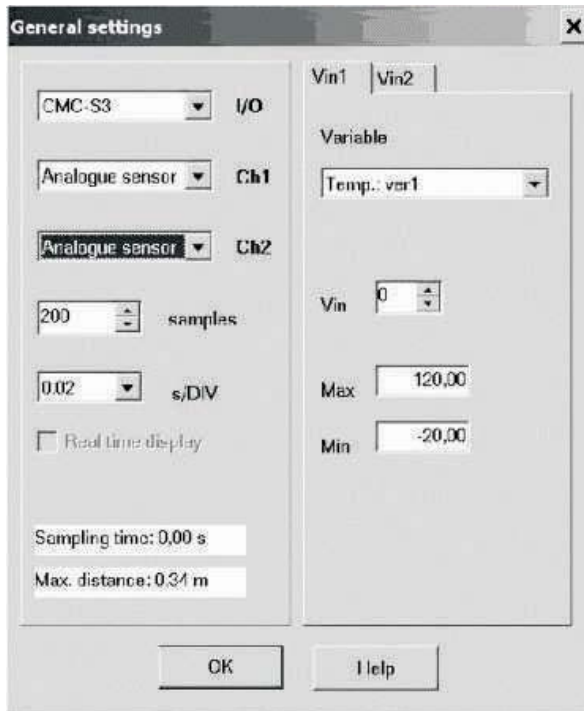 General settings
CMC-S3 I/O
Analogue sensor Ch1
Analogue sensor Ch2
200 samples
0.02 s/DIV
Real time display
Sampling time: 0,00 s
Max. distance: 0.34 m
Vin1 Vin2
Variable
Temp.: ver1
Vin 0
Max 120,00
Min -20,00
OK Help